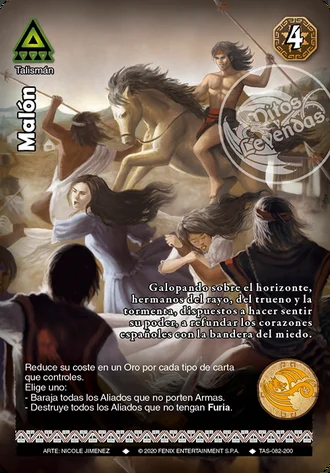 4
Talismán
Malón
Mitos y
Leyendas
Galopando sobre el horizonte,
hermanos del rayo, del trueno y la
tormenta, dispuestos a hacer sentir
su poder, a refundar los corazones
españoles con la bandera del miedo.
Reduce su coste en un Oro por cada tipo de carta
que controles.
Elige uno:
- Baraja todas los Aliados que no porten Armas.
- Destruye todos los Aliados que no tengan Furia.
ARTE: NICOLE JIMENEZ
© 2020 FENIX ENTERTAINMENT S.P.A.
TAS-082-200